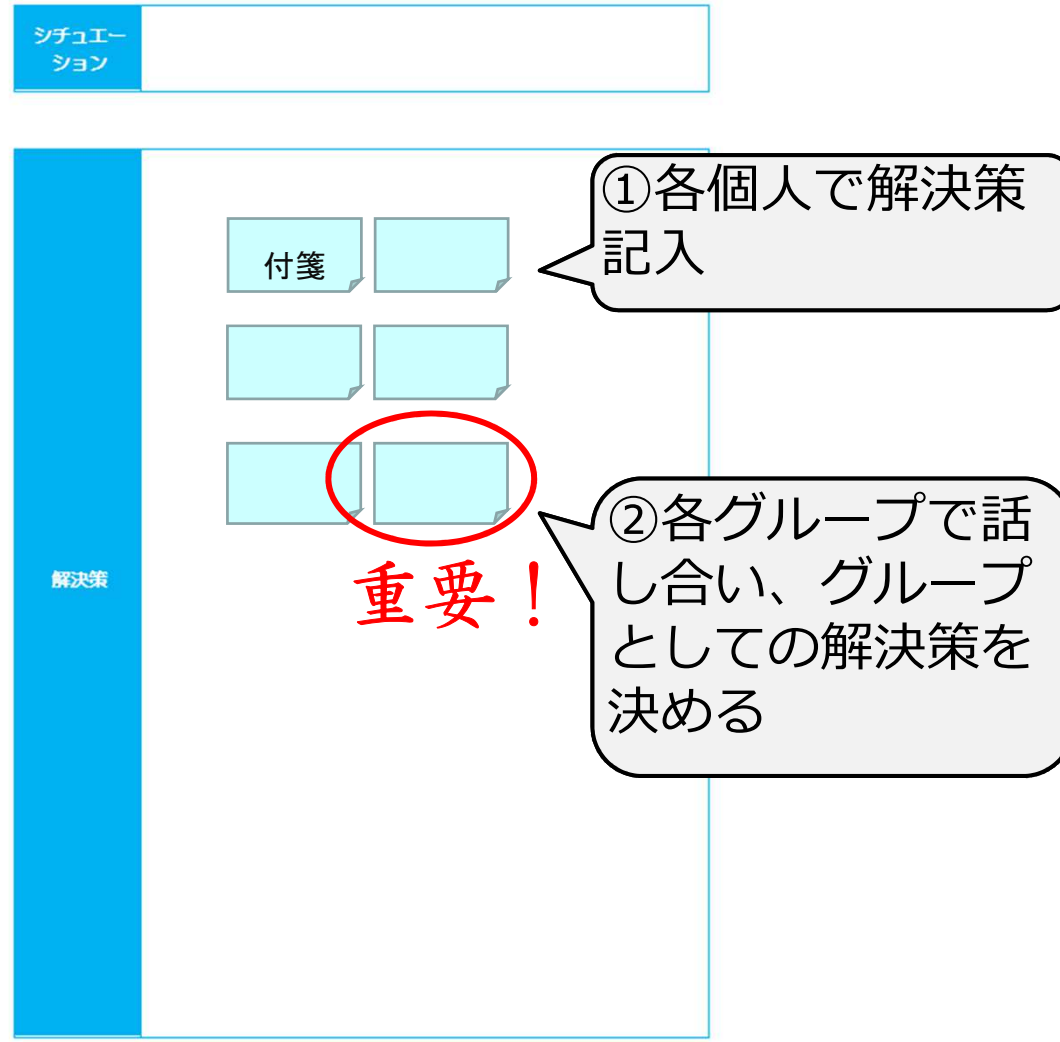 シチュエー
ション
①各個人で解決策
記入
付箋
②各グループで話
し合い、グループ
としての解決策を
決める
重要！
解決策